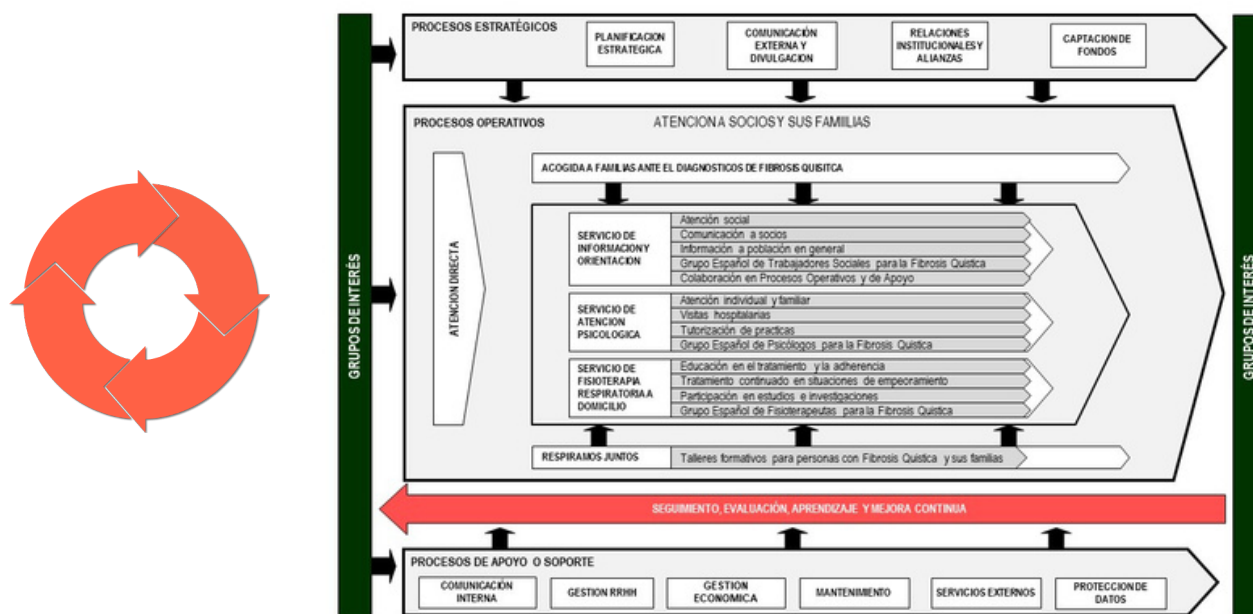 PROCESOS ESTRATÉGICOS
PLANIFICACION
ESTRATEGICA
COMUNICACIÓN
EXTERNA Y
DIVULGACION
RELACIONES
INSTITUCIONALES Y
ALIANZAS
CAPTACION DE
FONDOS
GRUPOS DE INTERÉS
PROCESOS OPERATIVOS
ATENCION A SOCIOS Y SUS FAMIILIAS
ATENCION DIRECTA
ACOGIDA A FAMILIAS ANTE EL DIAGNOSTICOS DE FIBROSIS QUISITCA
SERVICIO DE
INFORMACION Y
ORIENTACION
Atención social
Comunicación a socios
Información a población en general
Grupo Español de Trabajadores Sociales para la Fibrosis Quistica
Colaboración en Procesos Operativos y de Apoyo
SERVICIO DE
ATENCION
PSICOLOGICA
Atención individual y familiar
Visitas hospitalarias
Tutorización de practicas
Grupo Español de Psicólogos para la Fibrosis Quistica
SERVICIO DE
FISIOTERAPIA
RESPIRATORIA A
DOMICILIO
Educación en el tratamiento y la adherencia
Tratamiento continuado en situaciones de empeoramiento
Participación en estudios e investigaciones
Grupo Español de Fisioterapeutas para la Fibrosis Quistica
RESPIRAMOS JUNTOS
Talleres formativos para personas con Fibrosis Quistica y sus familias
GRUPOS DE INTERÉS
SEGUIMIENTO, EVALUACIÓN, APRENDIZAJE Y MEJORA CONTINUA
PROCESOS DE APOYO O SOPORTE
COMUNICACIÓN
INTERNA
GESTION RRHH
GESTION
ECONOMICA
MANTENIMIENTO
SERVICIOS EXTERNOS
PROTECCION DE
DATOS